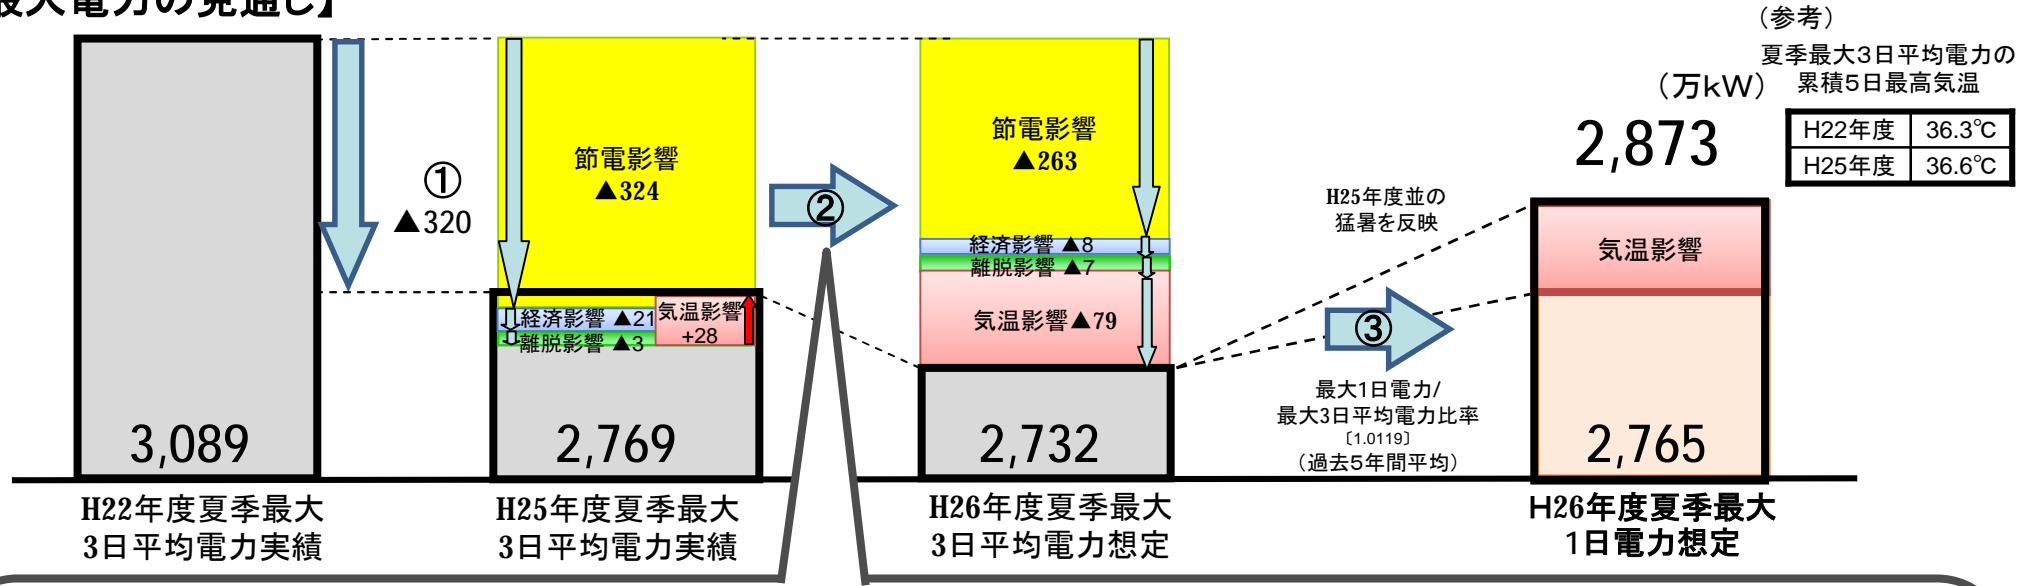 最大電力の見通し】
（参考）
夏季最大3日平均電力の
累積5日最高気温
（万kW）
H22年度 36.3℃
H25年度 36.6℃
①
▲320
節電影響
▲324
経済影響 ▲21
離脱影響 ▲3
気温影響
+28
②
節電影響
▲263
経済影響 ▲8
離脱影響 ▲7
気温影響▲79
H25年度並の
猛暑を反映
③
最大1日電力/
最大3日平均電力比率
〔1.0119〕
（過去5年間平均）
2,873
気温影響
3,089
2,769
2,732
2,765
H22年度夏季最大
3日平均電力実績
H25年度夏季最大
3日平均電力実績
H26年度夏季最大
3日平均電力想定
H26年度夏季最大
1日電力想定